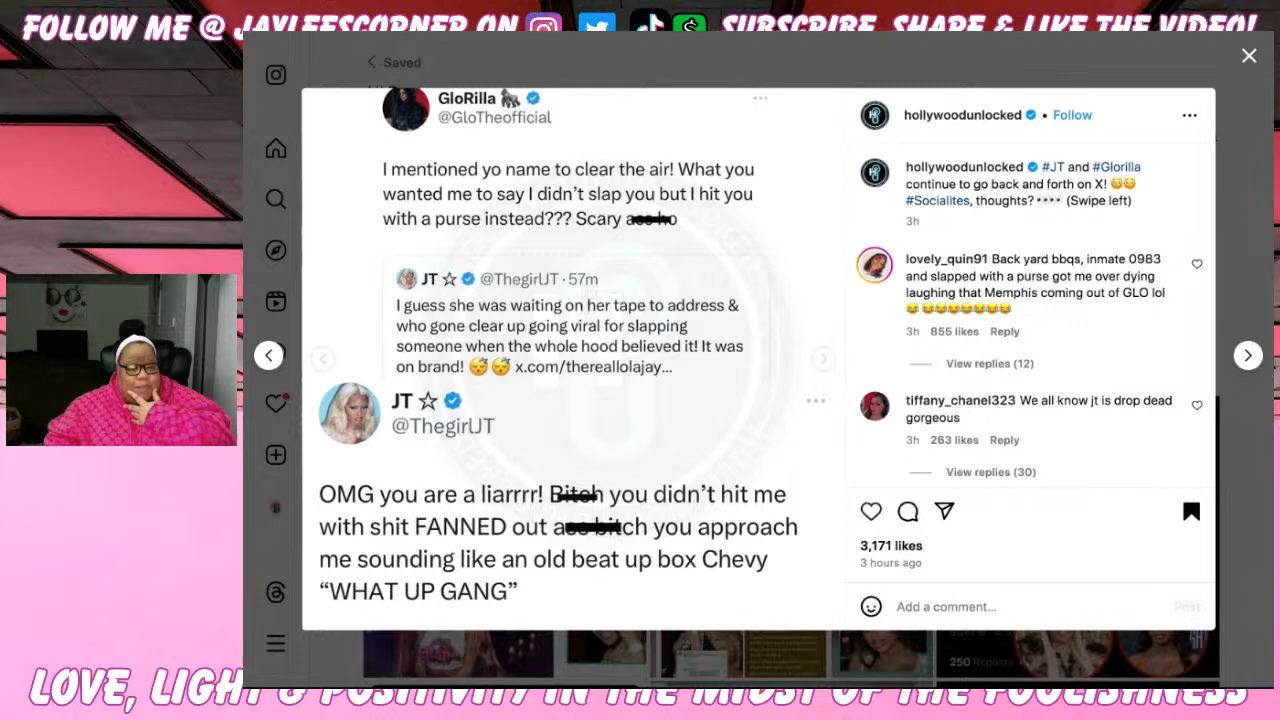 FOLLOW ME @ JAYLEESCORNER ON
SUBSCRIBE, SHARE & LIKE THE VIDEO!
Saved
GloRilla 🦍
@GloTheofficial
I mentioned yo name to clear the air! What you
wanted me to say I didn't slap you but I hit you
with a purse instead??? Scary ass ho
JT ☆ @ThegirlJT · 57m
I guess she was waiting on her tape to address &
who gone clear up going viral for slapping
someone when the whole hood believed it! It was
on brand! 😴😴 x.com/thereallolajay...
JT ☆
@ThegirlJT
OMG you are a liarrrr! Bitch you didn't hit me
with shit FANNED out ass bitch you approach
me sounding like an old beat up box Chevy
"WHAT UP GANG"
hollywoodunlocked • Follow
hollywoodunlocked #JT and #Glorilla
continue to go back and forth on X! 😳😳
#Socialites, thoughts? 👀👀 (Swipe left)
3h
lovely_quin91 Back yard bbqs, inmate 0983
and slapped with a purse got me over dying
laughing that Memphis coming out of GLO lol
😂 😂😂😂😂😂😂😂
3h 855 likes Reply
View replies (12)
tiffany_chanel323 We all know jt is drop dead
gorgeous
3h 263 likes Reply
View replies (30)
3,171 likes
3 hours ago
Add a comment...
Post
250 Reposts
LOVE, LIGHT & POSITIVITY IN THE MIDST OF THE FOOLISHNESS